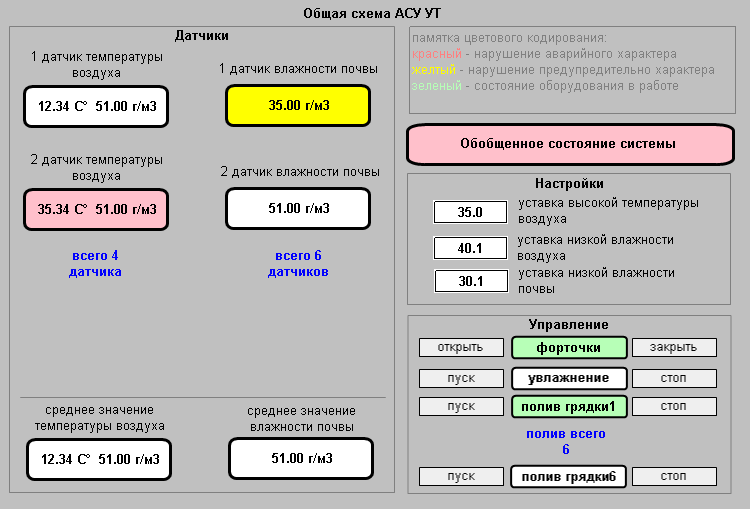 Общая схема АСУ УТ
Датчики
1 датчик температуры
воздуха
12.34 C° 51.00 г/м3
1 датчик влажности почвы
35.00 г/м3
2 датчик температуры
воздуха
35.34 C° 51.00 г/м3
2 датчик влажности почвы
51.00 г/м3
всего 4
датчика
всего 6
датчиков
среднее значение
температуры воздуха
12.34 C° 51.00 г/м3
среднее значение
влажности почвы
51.00 г/м3
памятка цветового кодирования:
красный - нарушение аварийного характера
желтый - нарушение предупредительно характера
зеленый - состояние оборудования в работе
Обобщенное состояние системы
Настройки
35.0 уставка высокой температуры
воздуха
40.1 уставка низкой влажности
воздуха
30.1 уставка низкой влажности
почвы
Управление
открыть форточки закрыть
пуск увлажнение стоп
пуск полив грядки1 стоп
полив всего
6
пуск полив грядки6 стоп